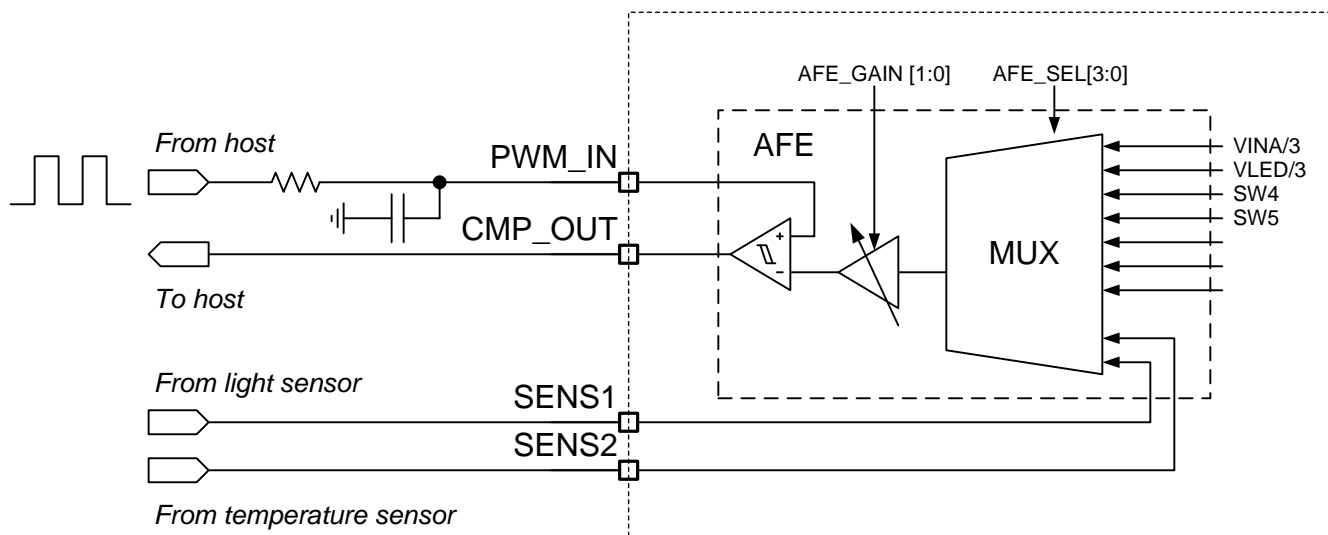 AFE_GAIN [1:0]
AFE_SEL[3:0]
From host
PWM_IN
AFE
VINA/3
VLED/3
SW4
SW5
CMP_OUT
+
-
MUX
To host
From light sensor
SENS1
SENS2
From temperature sensor